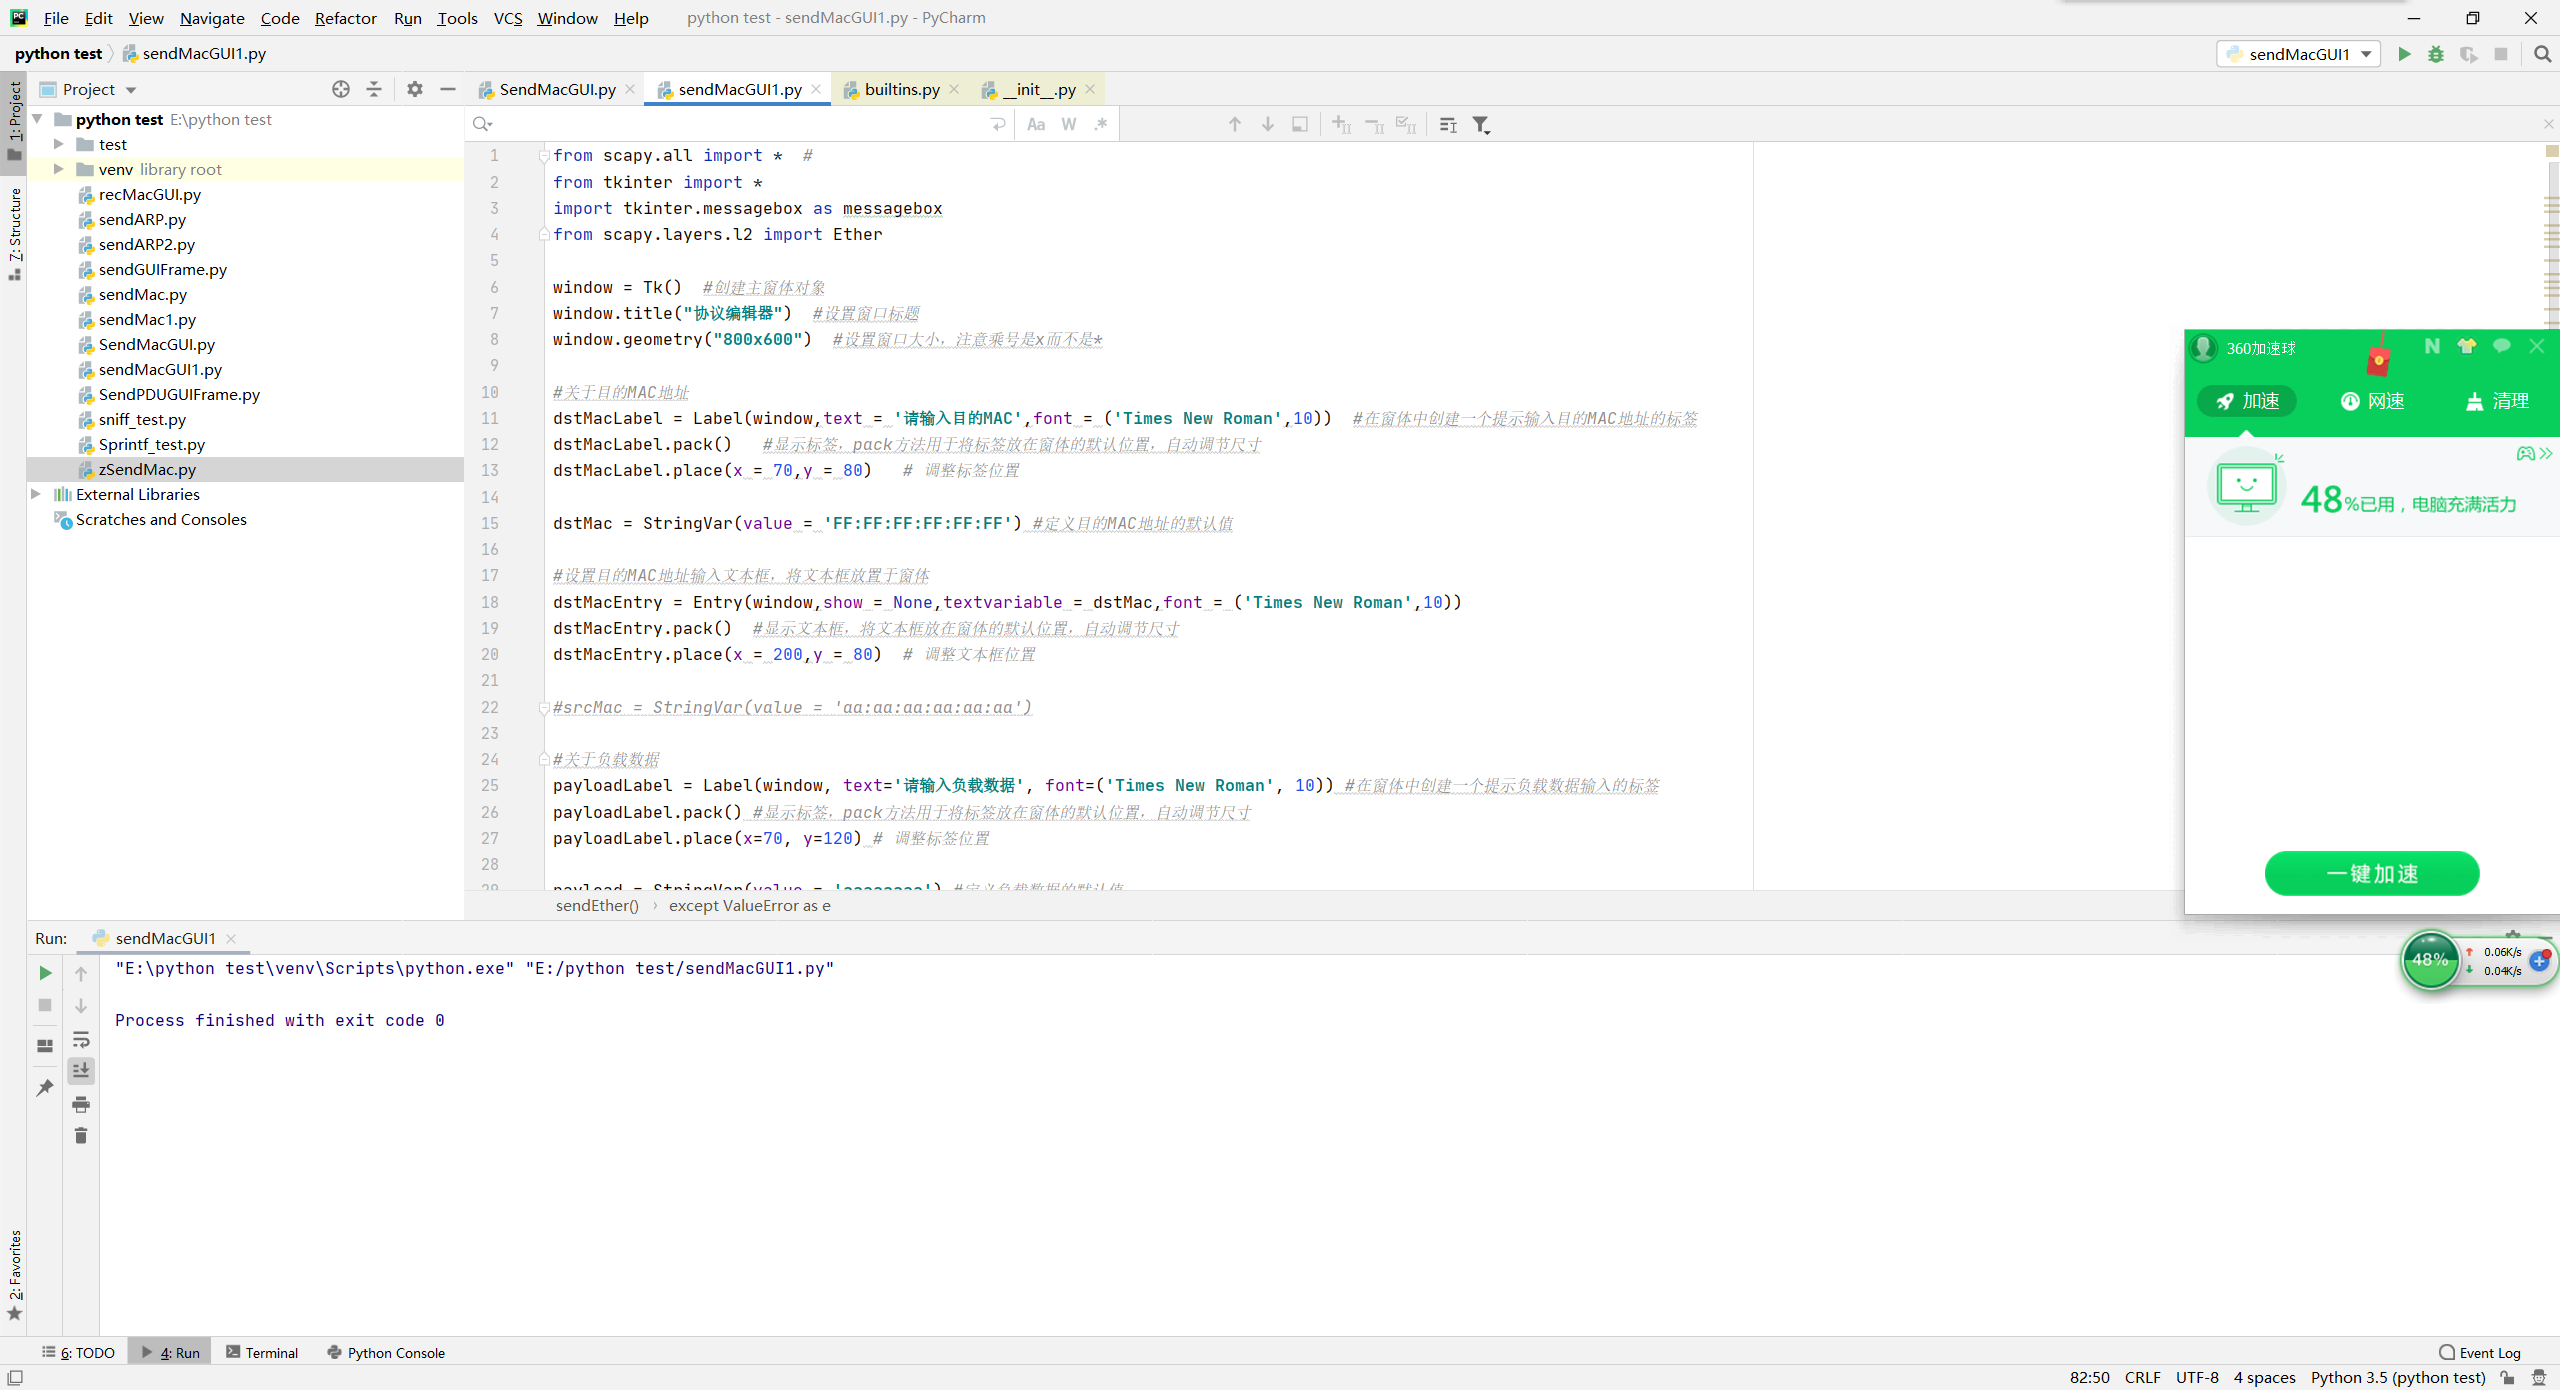 File Edit View Navigate Code Refactor Run Tools VCS Window Help python test - sendMacGUI1.py - PyCharm
python test sendMacGUI1.py sendMacGUI1
1: Project
7: Structure
2: Favorites
Project
python test E:\python test
test
venv library root
recMacGUI.py
sendARP.py
sendARP2.py
sendGUIFrame.py
sendMac.py
sendMac1.py
SendMacGUI.py
sendMacGUI1.py
SendPDUGUIFrame.py
sniff_test.py
Sprintf_test.py
zSendMac.py
External Libraries
Scratches and Consoles
SendMacGUI.py sendMacGUI1.py builtins.py __init__.py
Aa W .*
1 from scapy.all import * #
2 from tkinter import *
3 import tkinter.messagebox as messagebox
4 from scapy.layers.l2 import Ether
5
6 window = Tk() #创建主窗体对象
7 window.title("协议编辑器") #设置窗口标题
8 window.geometry("800x600") #设置窗口大小，注意乘号是x而不是*
9
10 #关于目的MAC地址
11 dstMacLabel = Label(window,text = '请输入目的MAC',font = ('Times New Roman',10)) #在窗体中创建一个提示输入目的MAC地址的标签
12 dstMacLabel.pack() #显示标签，pack方法用于将标签放在窗体的默认位置，自动调节尺寸
13 dstMacLabel.place(x = 70,y = 80) # 调整标签位置
14
15 dstMac = StringVar(value = 'FF:FF:FF:FF:FF:FF') #定义目的MAC地址的默认值
16
17 #设置目的MAC地址输入文本框，将文本框放置于窗体
18 dstMacEntry = Entry(window,show = None,textvariable = dstMac,font = ('Times New Roman',10))
19 dstMacEntry.pack() #显示文本框，将文本框放在窗体的默认位置，自动调节尺寸
20 dstMacEntry.place(x = 200,y = 80) # 调整文本框位置
21
22 #srcMac = StringVar(value = 'aa:aa:aa:aa:aa:aa')
23
24 #关于负载数据
25 payloadLabel = Label(window, text='请输入负载数据', font=('Times New Roman', 10)) #在窗体中创建一个提示负载数据输入的标签
26 payloadLabel.pack() #显示标签，pack方法用于将标签放在窗体的默认位置，自动调节尺寸
27 payloadLabel.place(x=70, y=120) # 调整标签位置
28
sendEther() › except ValueError as e
360加速球
加速 网速 清理
48%已用，电脑充满活力
一键加速
48% 0.06K/s
0.04K/s
Run: sendMacGUI1
"E:\python test\venv\Scripts\python.exe" "E:/python test/sendMacGUI1.py"
Process finished with exit code 0
6: TODO 4: Run Terminal Python Console Event Log
82:50 CRLF UTF-8 4 spaces Python 3.5 (python test)